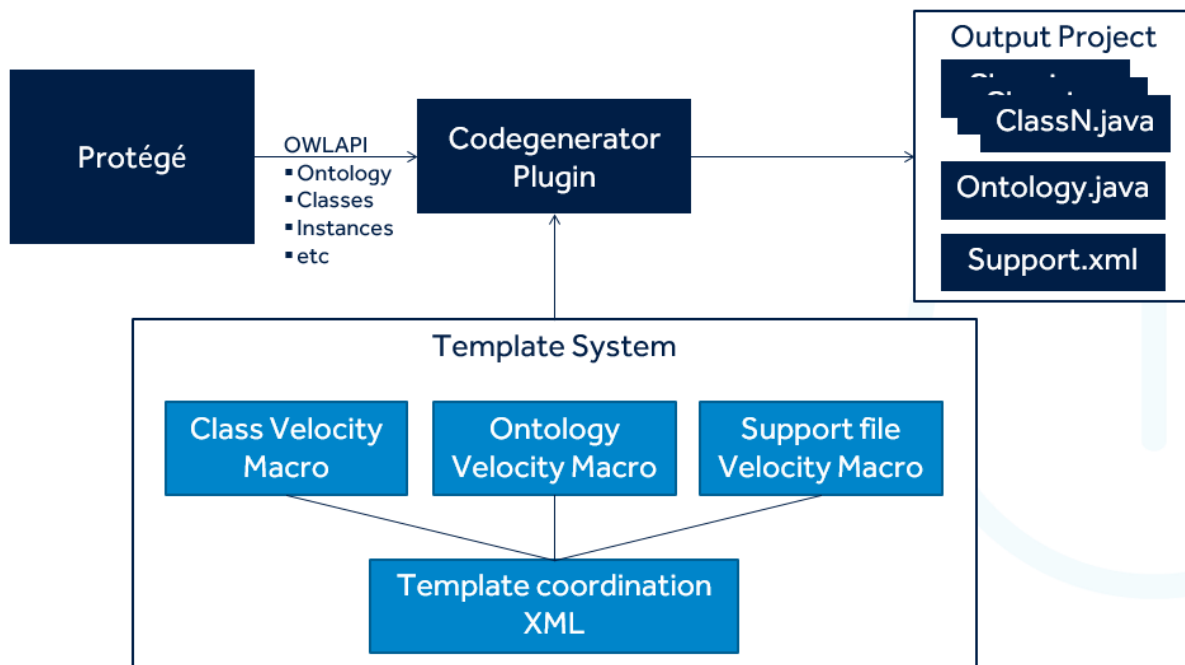 Output Project
ClassN.java
Ontology.java
Support.xml
Protégé
OWLAPI
▪ Ontology
▪ Classes
▪ Instances
▪ etc
Codegenerator
Plugin
Template System
Class Velocity
Macro
Ontology
Velocity Macro
Support file
Velocity Macro
Template coordination
XML